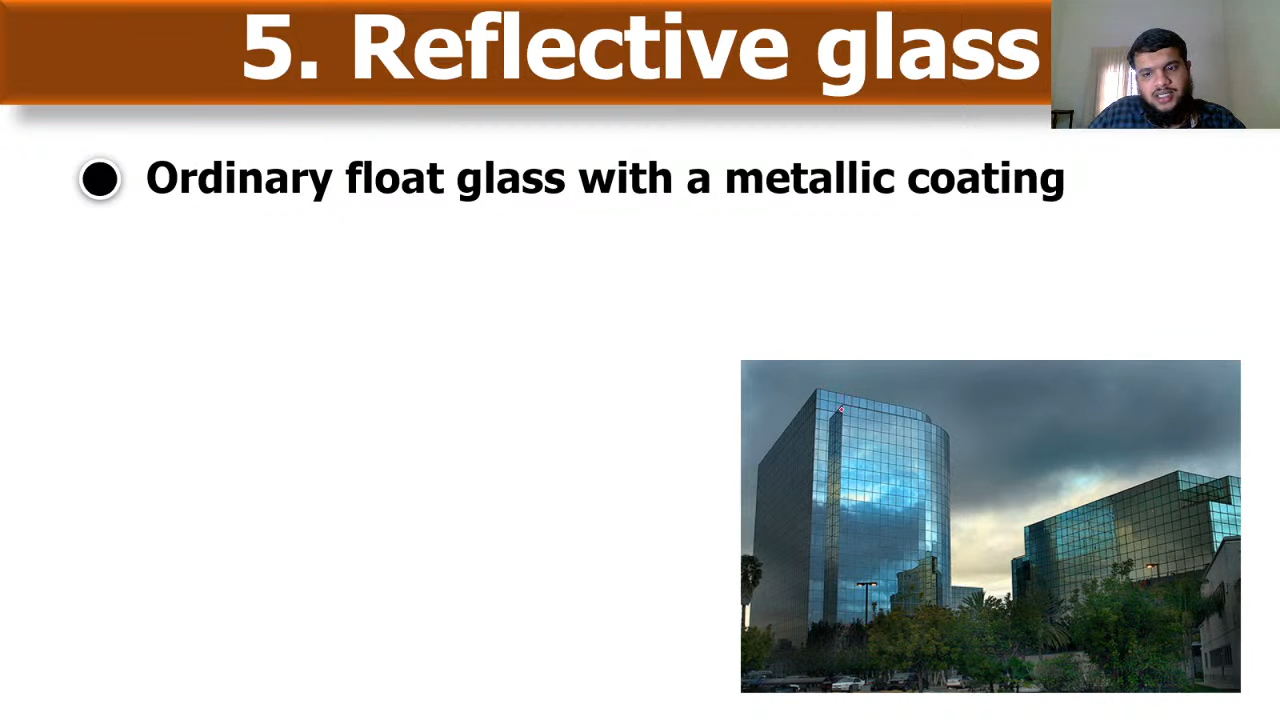 5. Reflective glass
Ordinary float glass with a metallic coating